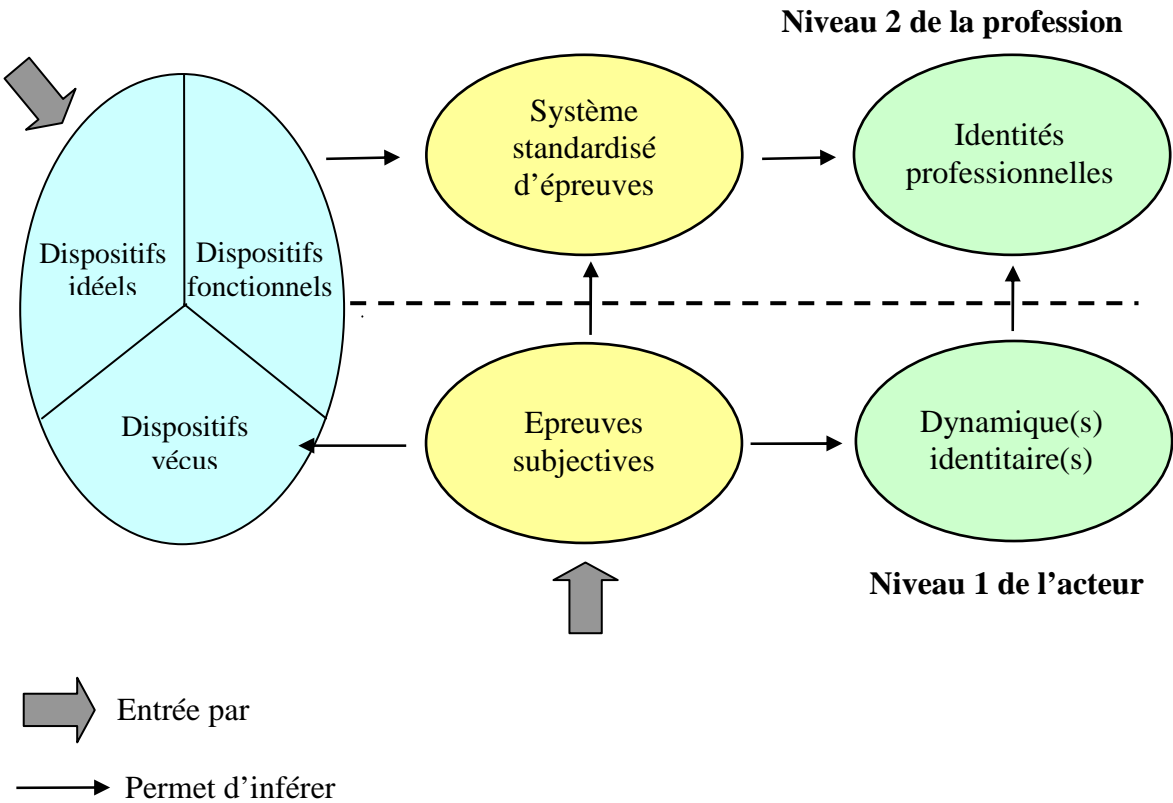 Niveau 2 de la profession
Système
standardisé
d’épreuves
Identités
professionnelles
Dispositifs
idéels
Dispositifs
fonctionnels
Dispositifs
vécus
Epreuves
subjectives
Dynamique(s)
identitaire(s)
Niveau 1 de l’acteur
Entrée par
Permet d’inférer